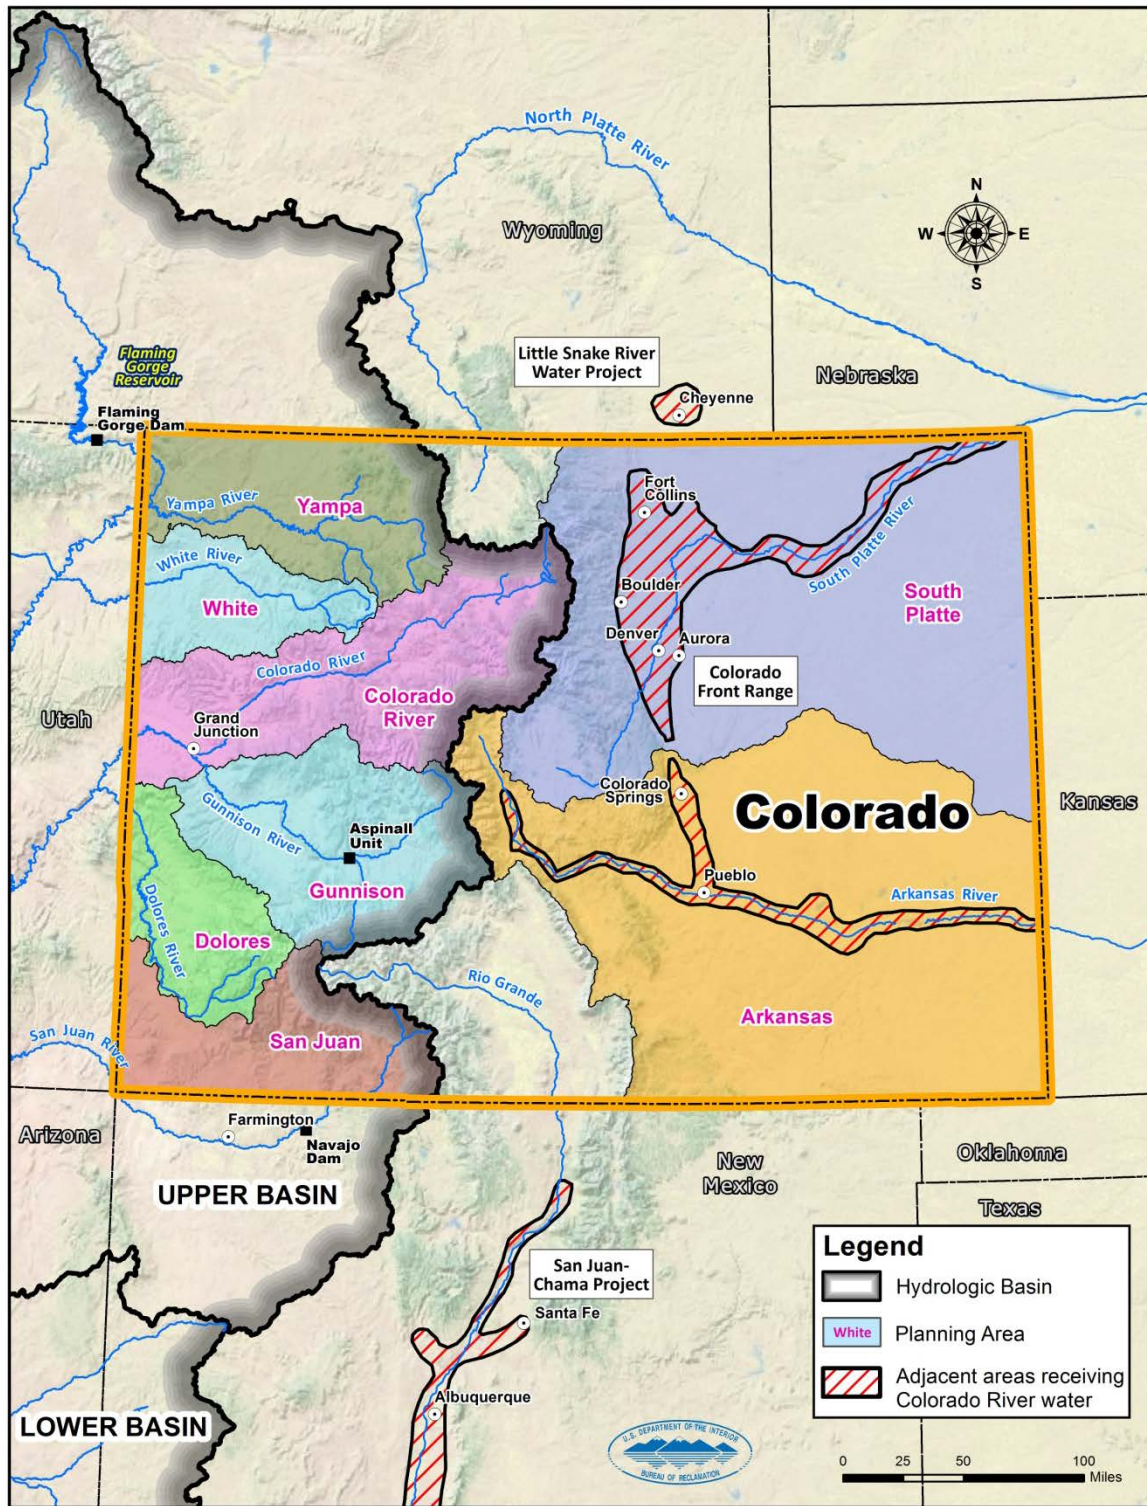 North Platte River
Wyoming
N
W
E
S
Little Snake River
Water Project
Cheyenne
Nebraska
Flaming
Gorge
Reservoir
Flaming
Gorge Dam
Yampa River
Yampa
Fort
Collins
South Platte River
White River
White
Boulder
South
Platte
Denver
Aurora
Colorado
Front Range
Colorado River
Colorado
River
Utah
Grand
Junction
Colorado
Springs
Colorado
Kansas
Gunnison River
Aspinall
Unit
Gunnison
Pueblo
Arkansas River
Dolores River
Dolores
Rio Grande
Arkansas
San Juan River
San Juan
Arizona
Farmington
Navajo
Dam
New
Mexico
Oklahoma
Texas
UPPER BASIN
San Juan-
Chama Project
Santa Fe
Albuquerque
LOWER BASIN
Legend
Hydrologic Basin
White
Planning Area
Adjacent areas receiving
Colorado River water
U.S. DEPARTMENT OF THE INTERIOR
BUREAU OF RECLAMATION
0 25 50 100
Miles